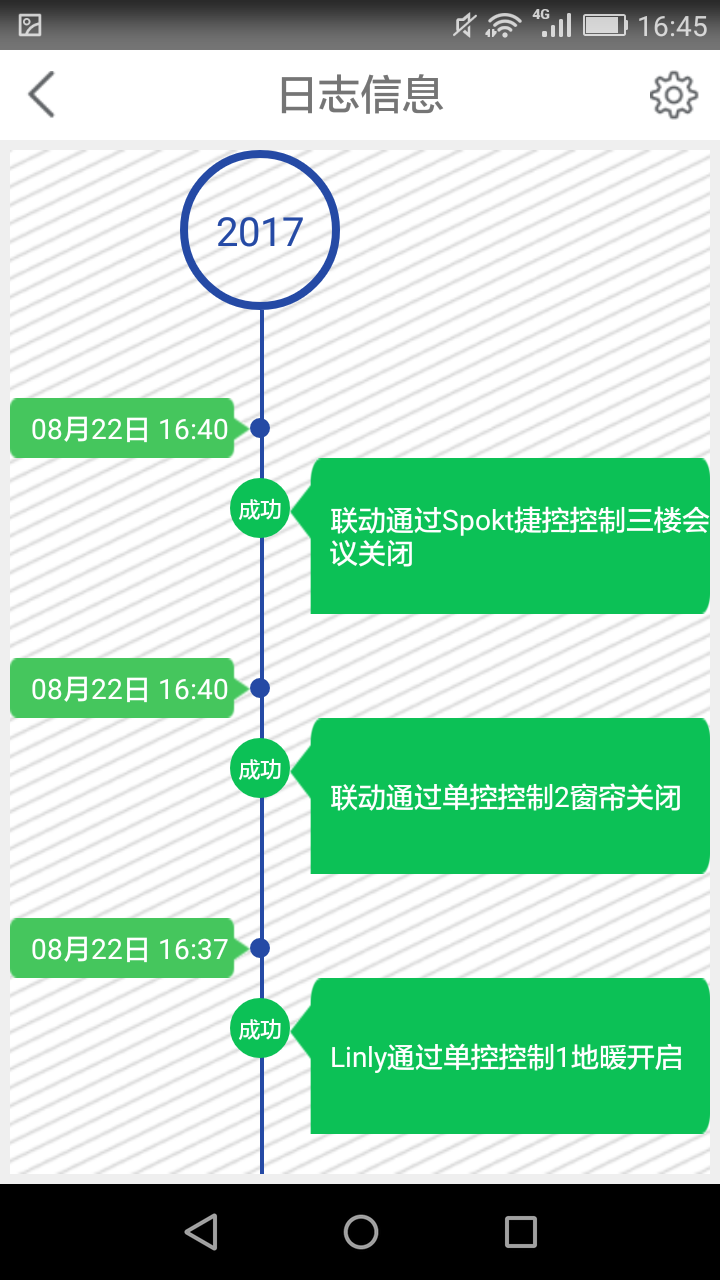 4G 16:45
日志信息
2017
08月22日 16:40
成功
联动通过Spokt捷控控制三楼会
议关闭
08月22日 16:40
成功
联动通过单控控制2窗帘关闭
08月22日 16:37
成功
Linly通过单控控制1地暖开启